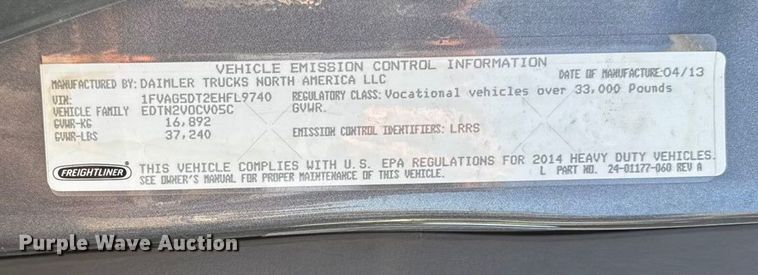 VEHICLE EMISSION CONTROL INFORMATION
MANUFACTURED BY: DAIMLER TRUCKS NORTH AMERICA LLC DATE OF MANUFACTURE: 04/13
VIN: 1FVAG5DT2EHFL9740 REGULATORY CLASS: Vocational vehicles over 33,000 Pounds
VEHICLE FAMILY EDTN2VOCV05C GVWR.
GVWR-KG 16,892
GVWR-LBS 37,240 EMISSION CONTROL IDENTIFIERS: LRRS
FREIGHTLINER THIS VEHICLE COMPLIES WITH U.S. EPA REGULATIONS FOR 2014 HEAVY DUTY VEHICLES.
SEE OWNER'S MANUAL FOR PROPER MAINTENANCE OF THIS VEHICLE. L PART NO. 24-01177-060 REV A
Purple Wave Auction